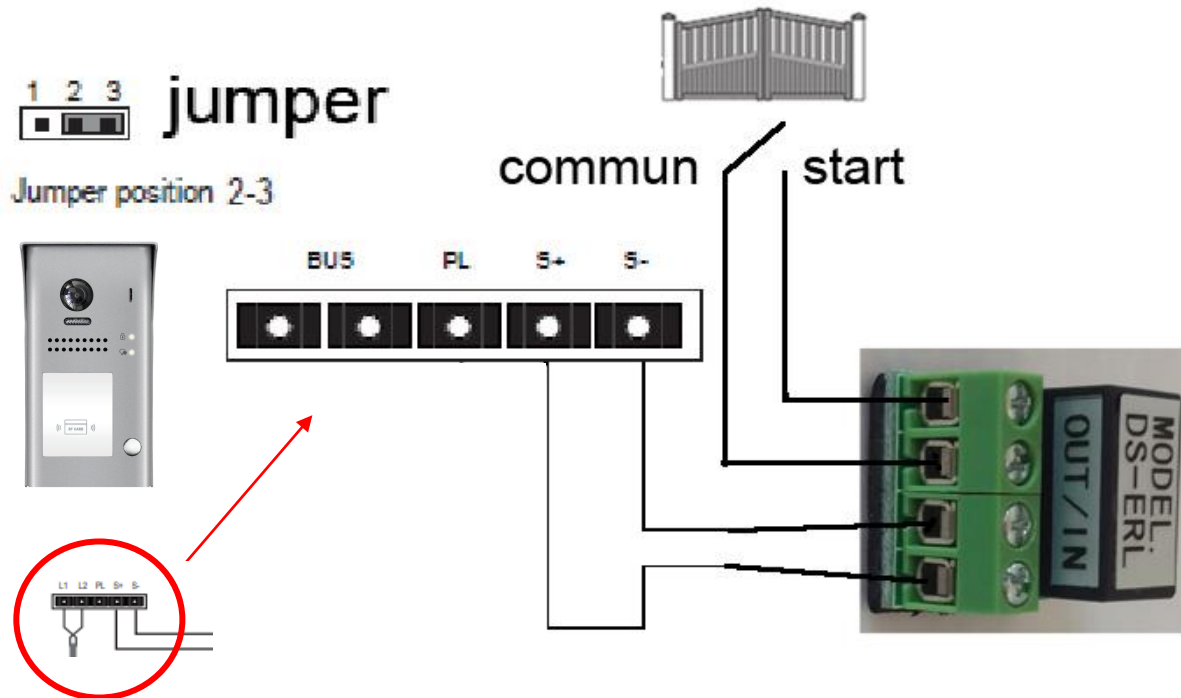 1 2 3
jumper
Jumper position 2-3
commun
start
BUS PL S+ S-
MODEL:
DS-ERL
OUT/IN
L1 L2 PL S+ S-